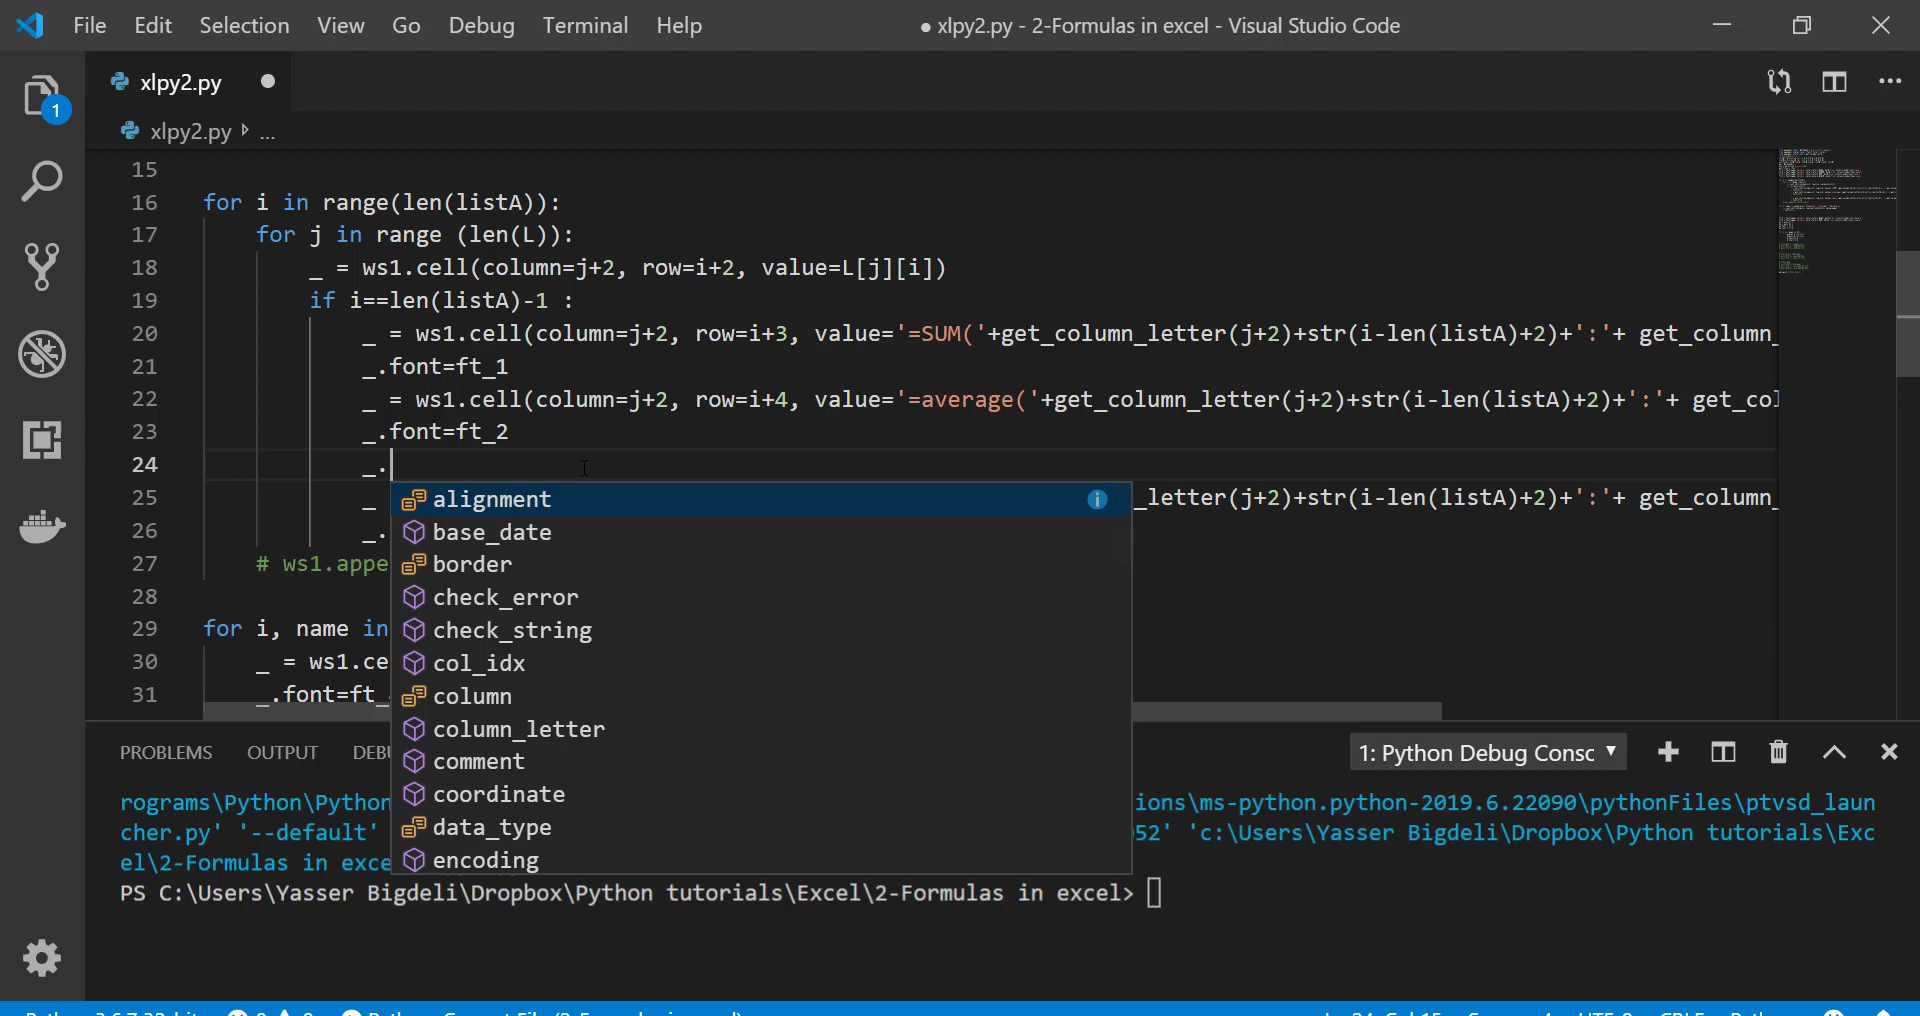 File Edit Selection View Go Debug Terminal Help
● xlpy2.py - 2-Formulas in excel - Visual Studio Code
1
xlpy2.py ●
xlpy2.py ...
15
16 for i in range(len(listA)):
17 for j in range (len(L)):
18 _ = ws1.cell(column=j+2, row=i+2, value=L[j][i])
19 if i==len(listA)-1 :
20 _ = ws1.cell(column=j+2, row=i+3, value='=SUM('+get_column_letter(j+2)+str(i-len(listA)+2)+':'+ get_column_
21 _.font=ft_1
22 _ = ws1.cell(column=j+2, row=i+4, value='=average('+get_column_letter(j+2)+str(i-len(listA)+2)+':'+ get_col
23 _.font=ft_2
24 _.
alignment
25 _ _letter(j+2)+str(i-len(listA)+2)+':'+ get_column_
base_date
26 _.
border
27 # ws1.appe
check_error
28
check_string
29 for i, name in
col_idx
30 _ = ws1.ce
column
31 _.font=ft_
column_letter
comment
coordinate
data_type
encoding
PROBLEMS OUTPUT DEBU
1: Python Debug Consc
rograms\Python\Python ions\ms-python.python-2019.6.22090\pythonFiles\ptvsd_laun
cher.py' '--default' 52' 'c:\Users\Yasser Bigdeli\Dropbox\Python tutorials\Exc
el\2-Formulas in exce
PS C:\Users\Yasser Bigdeli\Dropbox\Python tutorials\Excel\2-Formulas in excel>